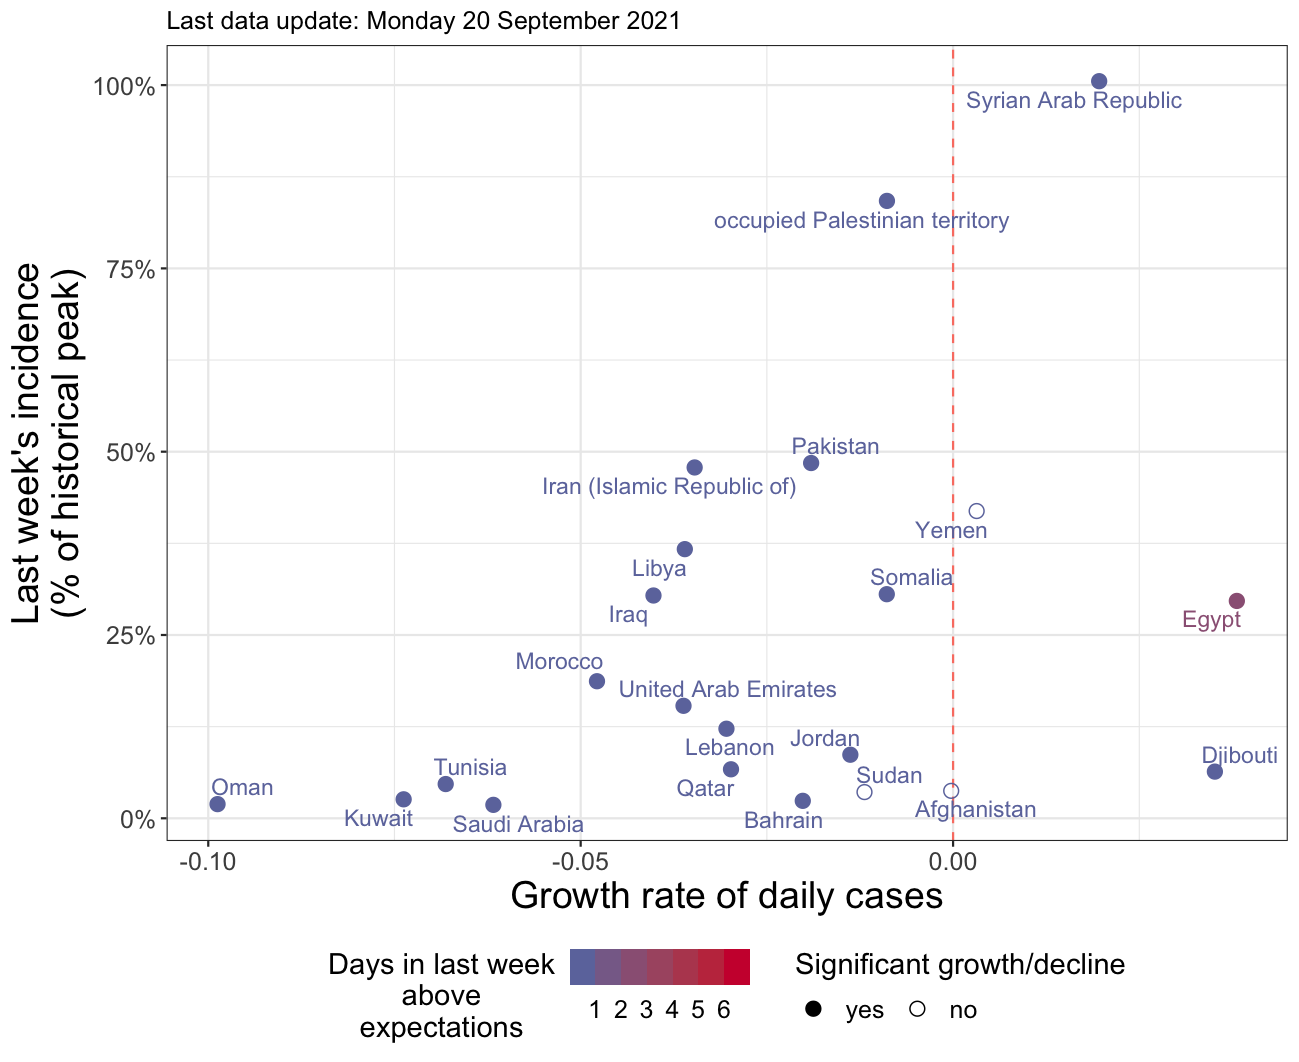 Last data update: Monday 20 September 2021
Last week's incidence
(% of historical peak)
100%
75%
50%
25%
0%
Syrian Arab Republic
occupied Palestinian territory
Pakistan
Iran (Islamic Republic of)
Yemen
Libya
Somalia
Iraq
Egypt
Morocco
United Arab Emirates
Lebanon
Jordan
Djibouti
Tunisia
Sudan
Oman
Qatar
Afghanistan
Kuwait
Saudi Arabia
Bahrain
-0.10
-0.05
0.00
Growth rate of daily cases
Days in last week
above
expectations
1 2 3 4 5 6
Significant growth/decline
yes
no